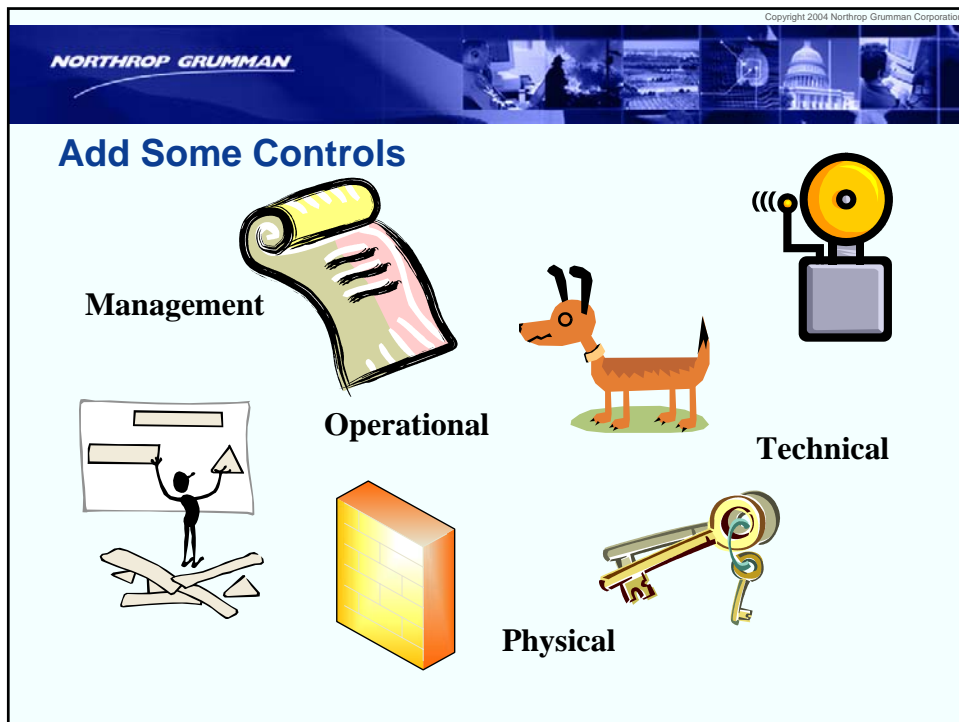 Copyright 2004 Northrop Grumman Corporation
NORTHROP GRUMMAN
Add Some Controls
Management
Operational
Technical
Physical